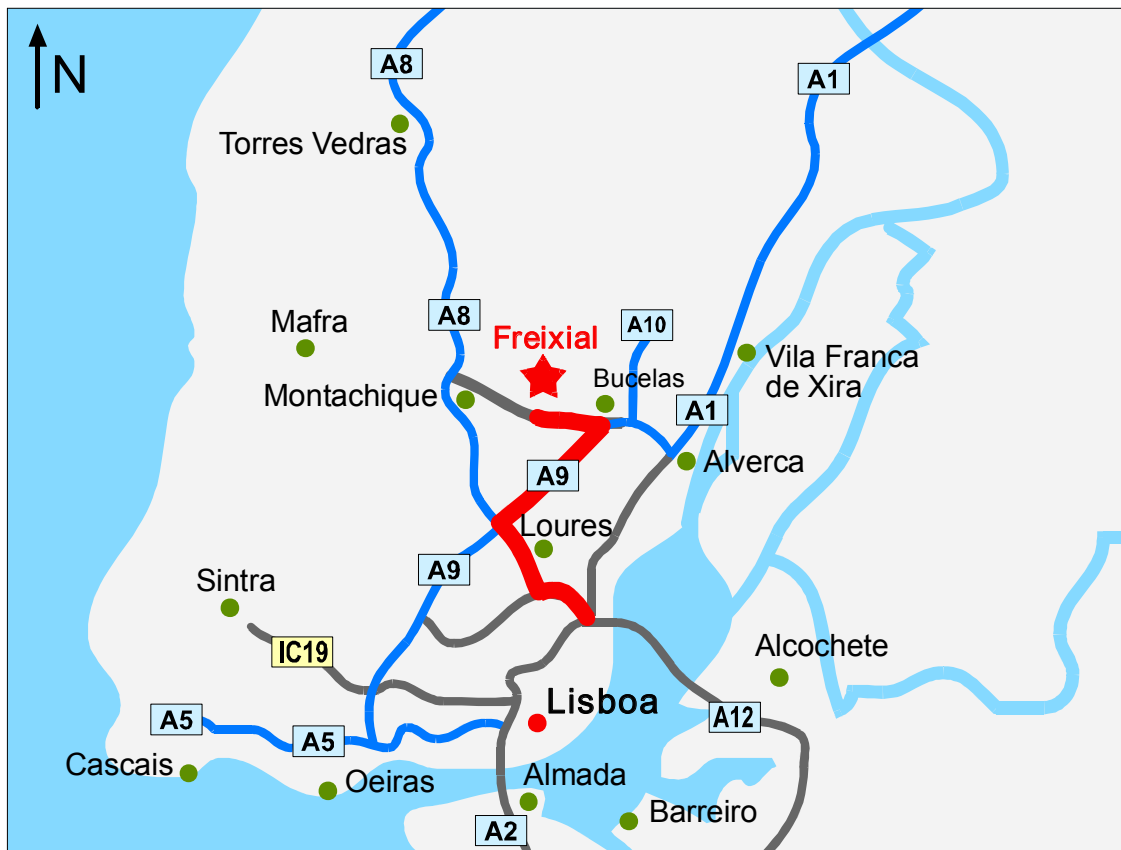 A8
A1
N
Torres Vedras
Mafra
A8
Freixial
A10
Vila Franca
de Xira
Montachique
Bucelas
A1
A9
Alverca
Loures
A9
Sintra
IC19
Alcochete
Lisboa
A5
A12
A5
Cascais
Oeiras
Almada
Barreiro
A2